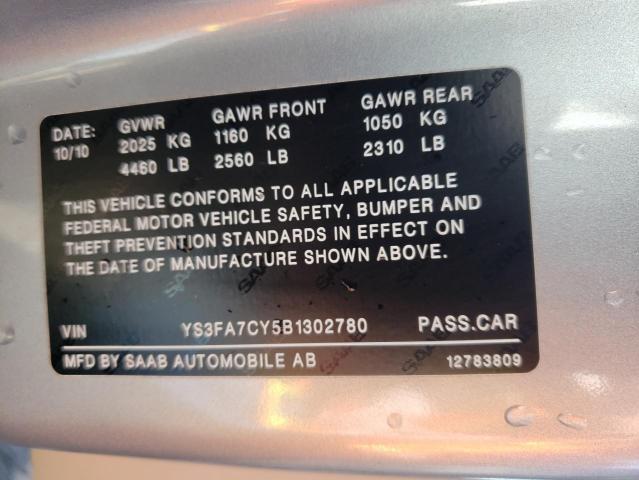 DATE: GVWR GAWR FRONT GAWR REAR
10/10 2025 KG 1160 KG 1050 KG
4460 LB 2560 LB 2310 LB
THIS VEHICLE CONFORMS TO ALL APPLICABLE
FEDERAL MOTOR VEHICLE SAFETY, BUMPER AND
THEFT PREVENTION STANDARDS IN EFFECT ON
THE DATE OF MANUFACTURE SHOWN ABOVE.
VIN YS3FA7CY5B1302780 PASS.CAR
MFD BY SAAB AUTOMOBILE AB 12783809